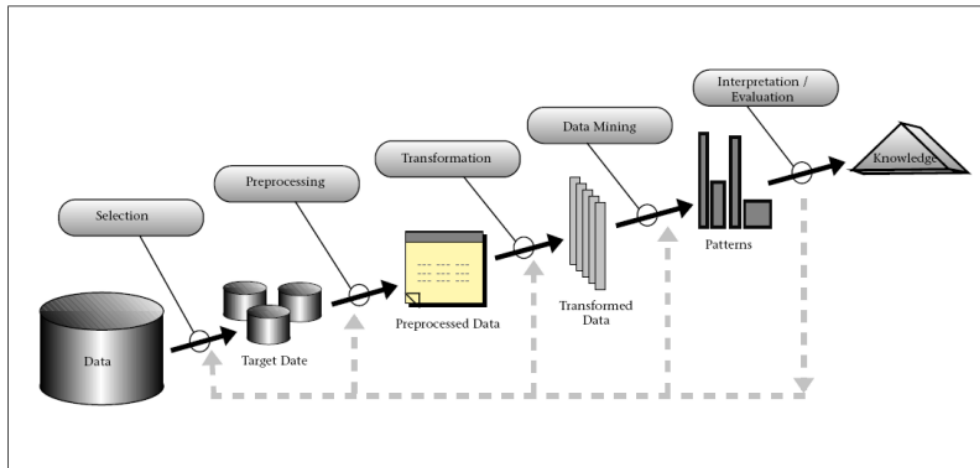 Interpretation /
Evaluation
Data Mining
Transformation
Preprocessing
Selection
Knowledge
Patterns
Transformed
Data
Preprocessed Data
Target Date
Data